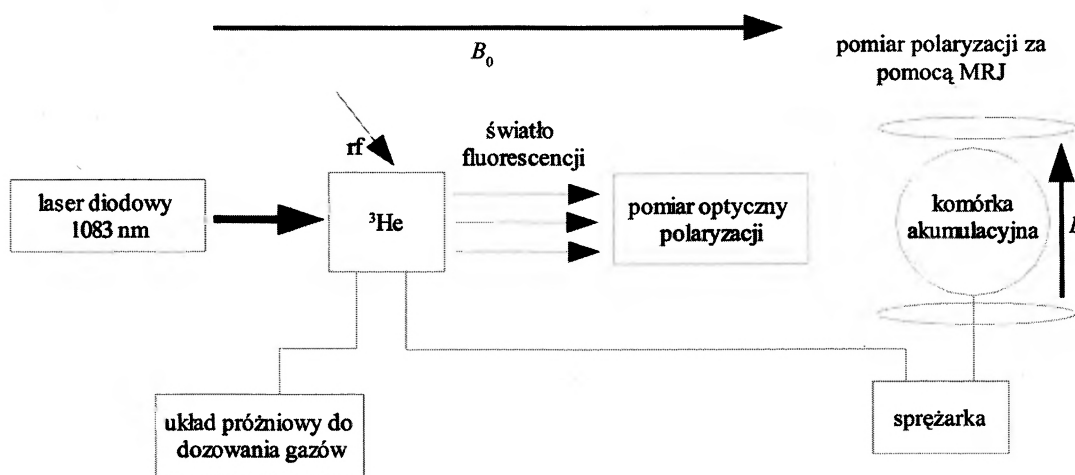 B₀
pomiar polaryzacji za
pomocą MRJ
rf
światło
fluorescencji
laser diodowy
1083 nm
³He
pomiar optyczny
polaryzacji
komórka
akumulacyjna
układ próżniowy do
dozowania gazów
sprężarka